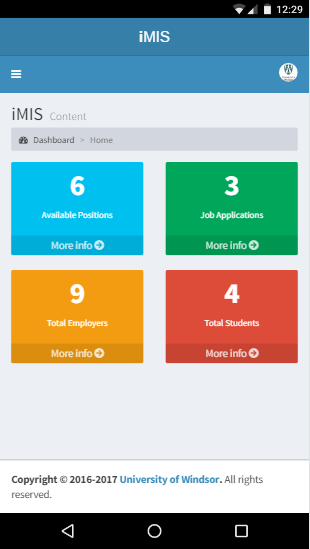 12:29
iMIS
iMIS Content
Dashboard > Home
6
Available Positions
More info
3
Job Applications
More info
9
Total Employers
More info
4
Total Students
More info
Copyright © 2016-2017 University of Windsor. All rights
reserved.